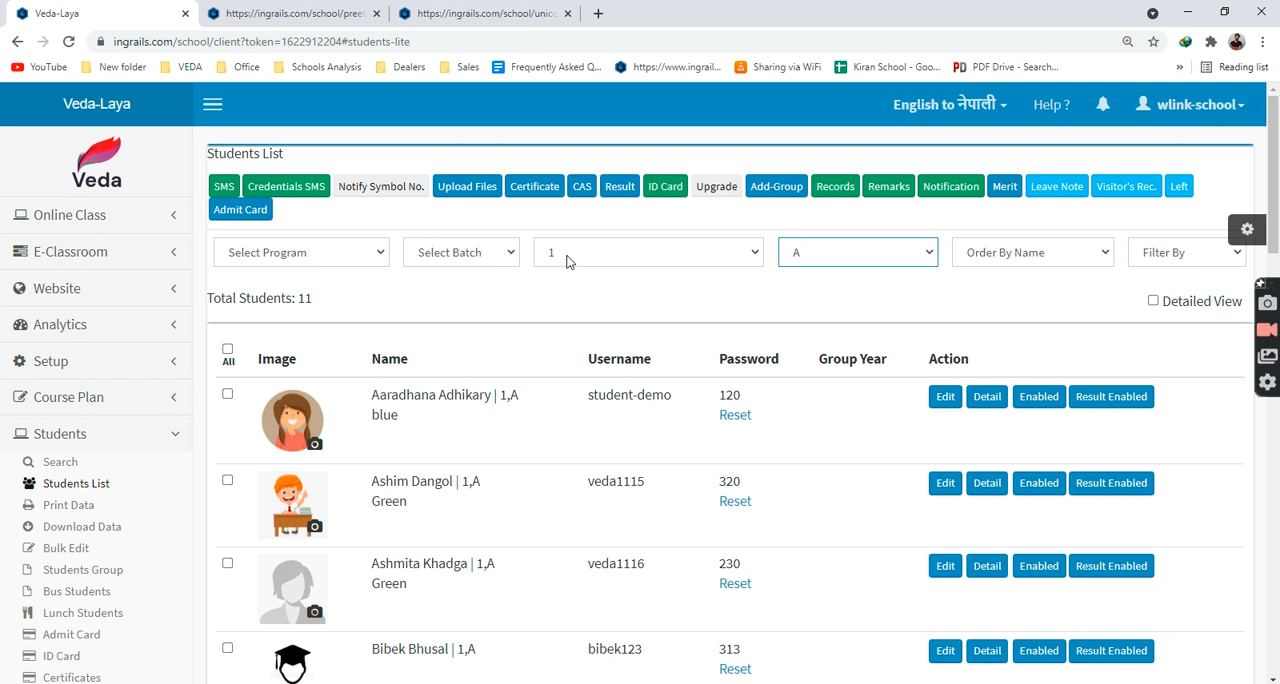 Veda-Laya
https://ingrails.com/school/preet
https://ingrails.com/school/unico
ingrails.com/school/client?token=1622912204#students-lite
YouTube
New folder
VEDA
Office
Schools Analysis
Dealers
Sales
Frequently Asked Q...
https://www.ingrail...
Sharing via WiFi
Kiran School - Goo...
PD PDF Drive - Search...
»
Reading list
Veda-Laya
English to नेपाली
Help ?
wlink-school
Veda
Online Class
E-Classroom
Website
Analytics
Setup
Course Plan
Students
Search
Students List
Print Data
Download Data
Bulk Edit
Students Group
Bus Students
Lunch Students
Admit Card
ID Card
Certificates
Students List
SMS Credentials SMS Notify Symbol No. Upload Files Certificate CAS Result ID Card Upgrade Add-Group Records Remarks Notification Merit Leave Note Visitor's Rec. Left
Admit Card
Select Program Select Batch 1 A Order By Name Filter By
Total Students: 11
Detailed View
All Image Name Username Password Group Year Action
Aaradhana Adhikary | 1,A student-demo 120 Edit Detail Enabled Result Enabled
blue Reset
Ashim Dangol | 1,A veda1115 320 Edit Detail Enabled Result Enabled
Green Reset
Ashmita Khadga | 1,A veda1116 230 Edit Detail Enabled Result Enabled
Green Reset
Bibek Bhusal | 1,A bibek123 313 Edit Detail Enabled Result Enabled
Reset